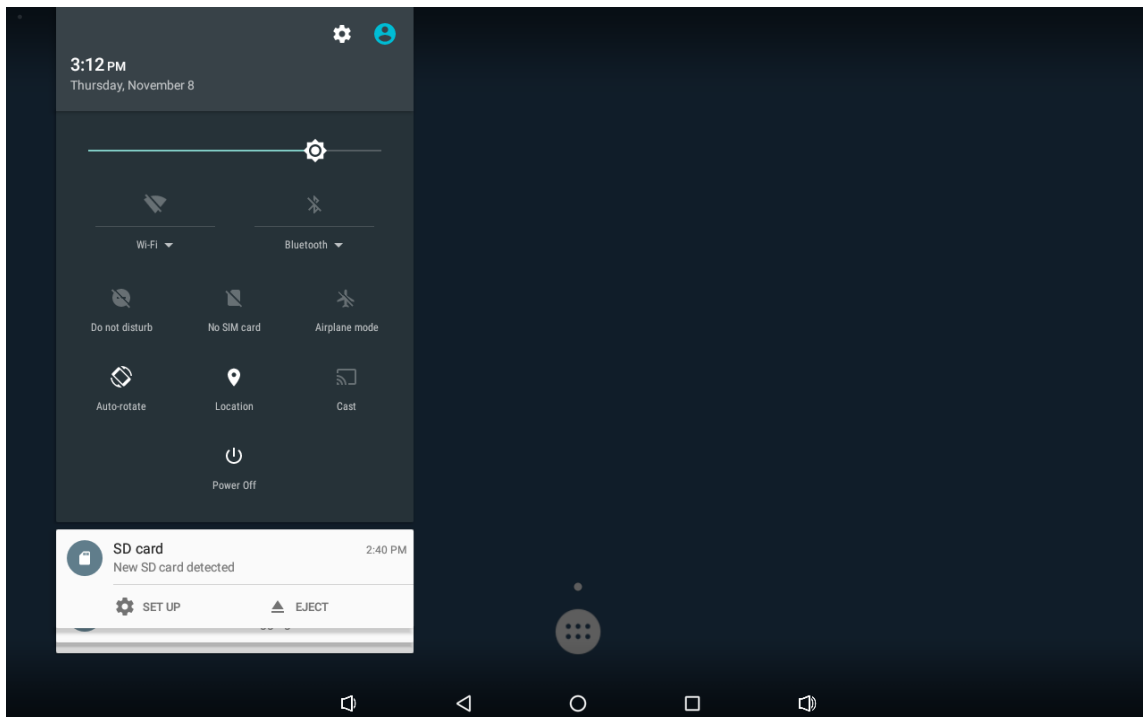 3:12 PM
Thursday, November 8
Wi-Fi
Bluetooth
Do not disturb
No SIM card
Airplane mode
Auto-rotate
Location
Cast
Power Off
SD card
2:40 PM
New SD card detected
SET UP
EJECT